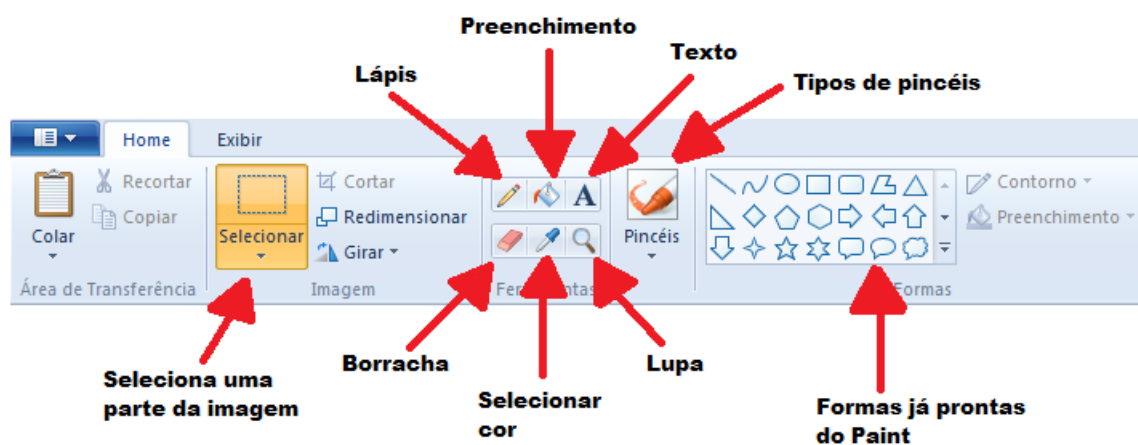 Preenchimento
Texto
Lápis
Tipos de pincéis
Home
Exibir
Recortar
Copiar
Colar
Área de Transferência
Selecionar
Cortar
Redimensionar
Girar
Imagem
A
Ferramentas
Pincéis
Contorno
Preenchimento
Formas
Seleciona uma
parte da imagem
Borracha
Selecionar
cor
Lupa
Formas já prontas
do Paint